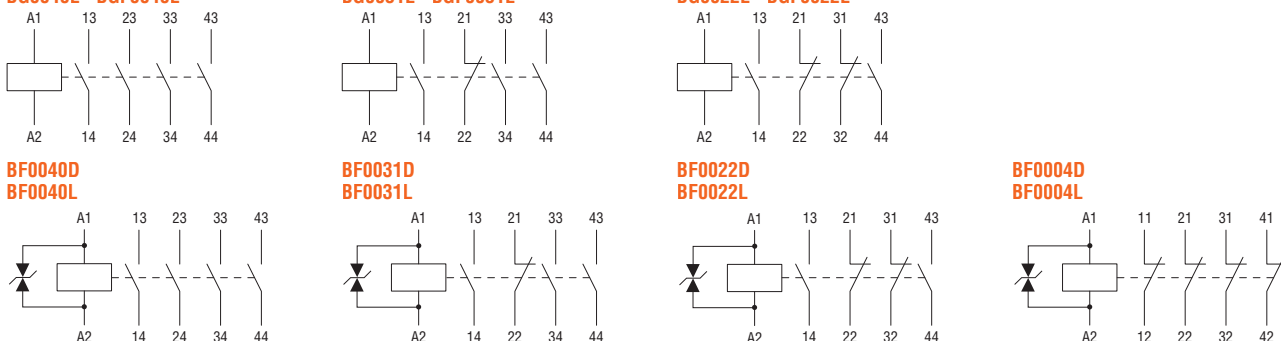 A1 13 23 33 43
A1 13 21 33 43
A1 13 21 31 43
A2 14 24 34 44
A2 14 22 34 44
A2 14 22 32 44
BF0040D
BF0040L
BF0031D
BF0031L
BF0022D
BF0022L
BF0004D
BF0004L
A1 13 23 33 43
A1 13 21 33 43
A1 13 21 31 43
A1 11 21 31 41
A2 14 24 34 44
A2 14 22 34 44
A2 14 22 32 44
A2 12 22 32 42